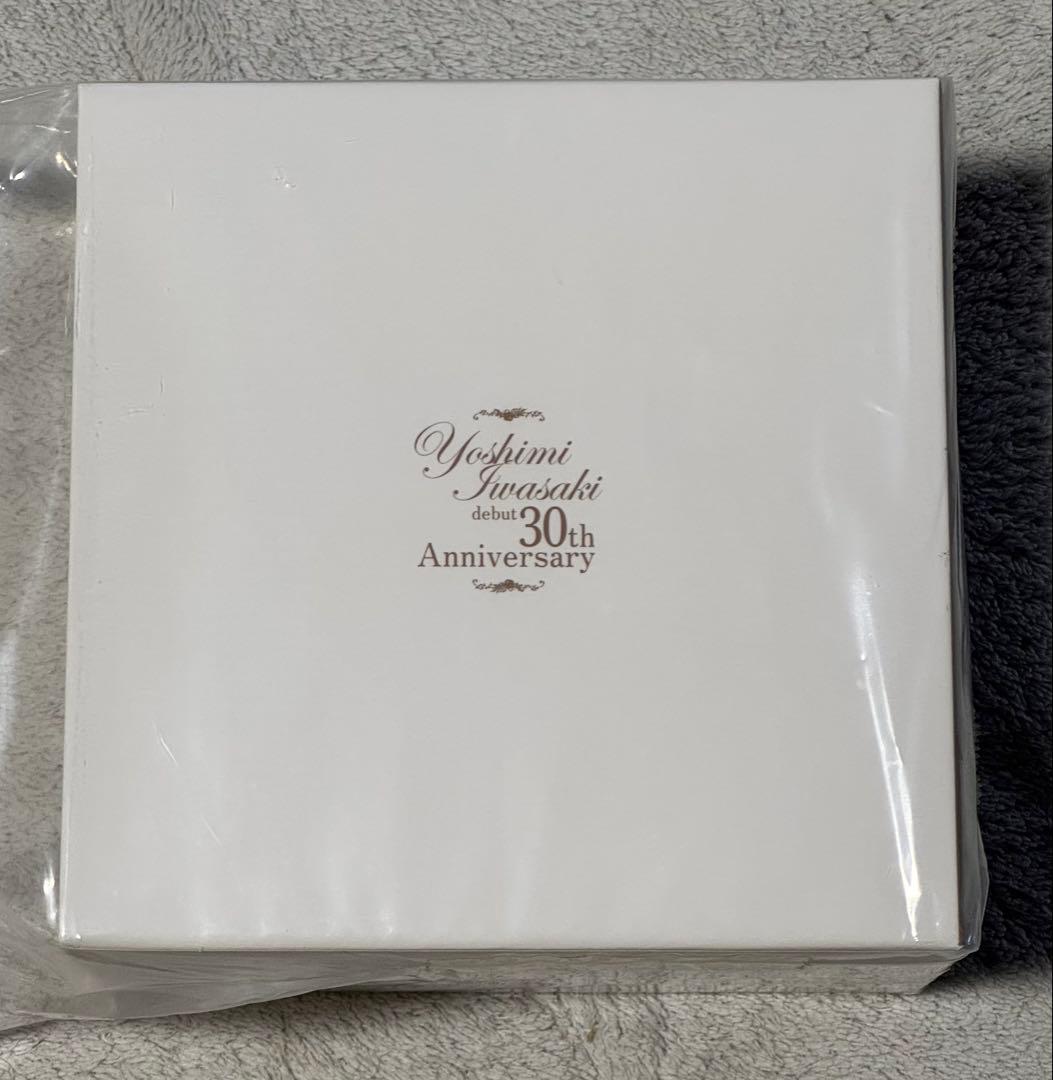 Yoshimi
Iwasaki
debut 30th
Anniversary